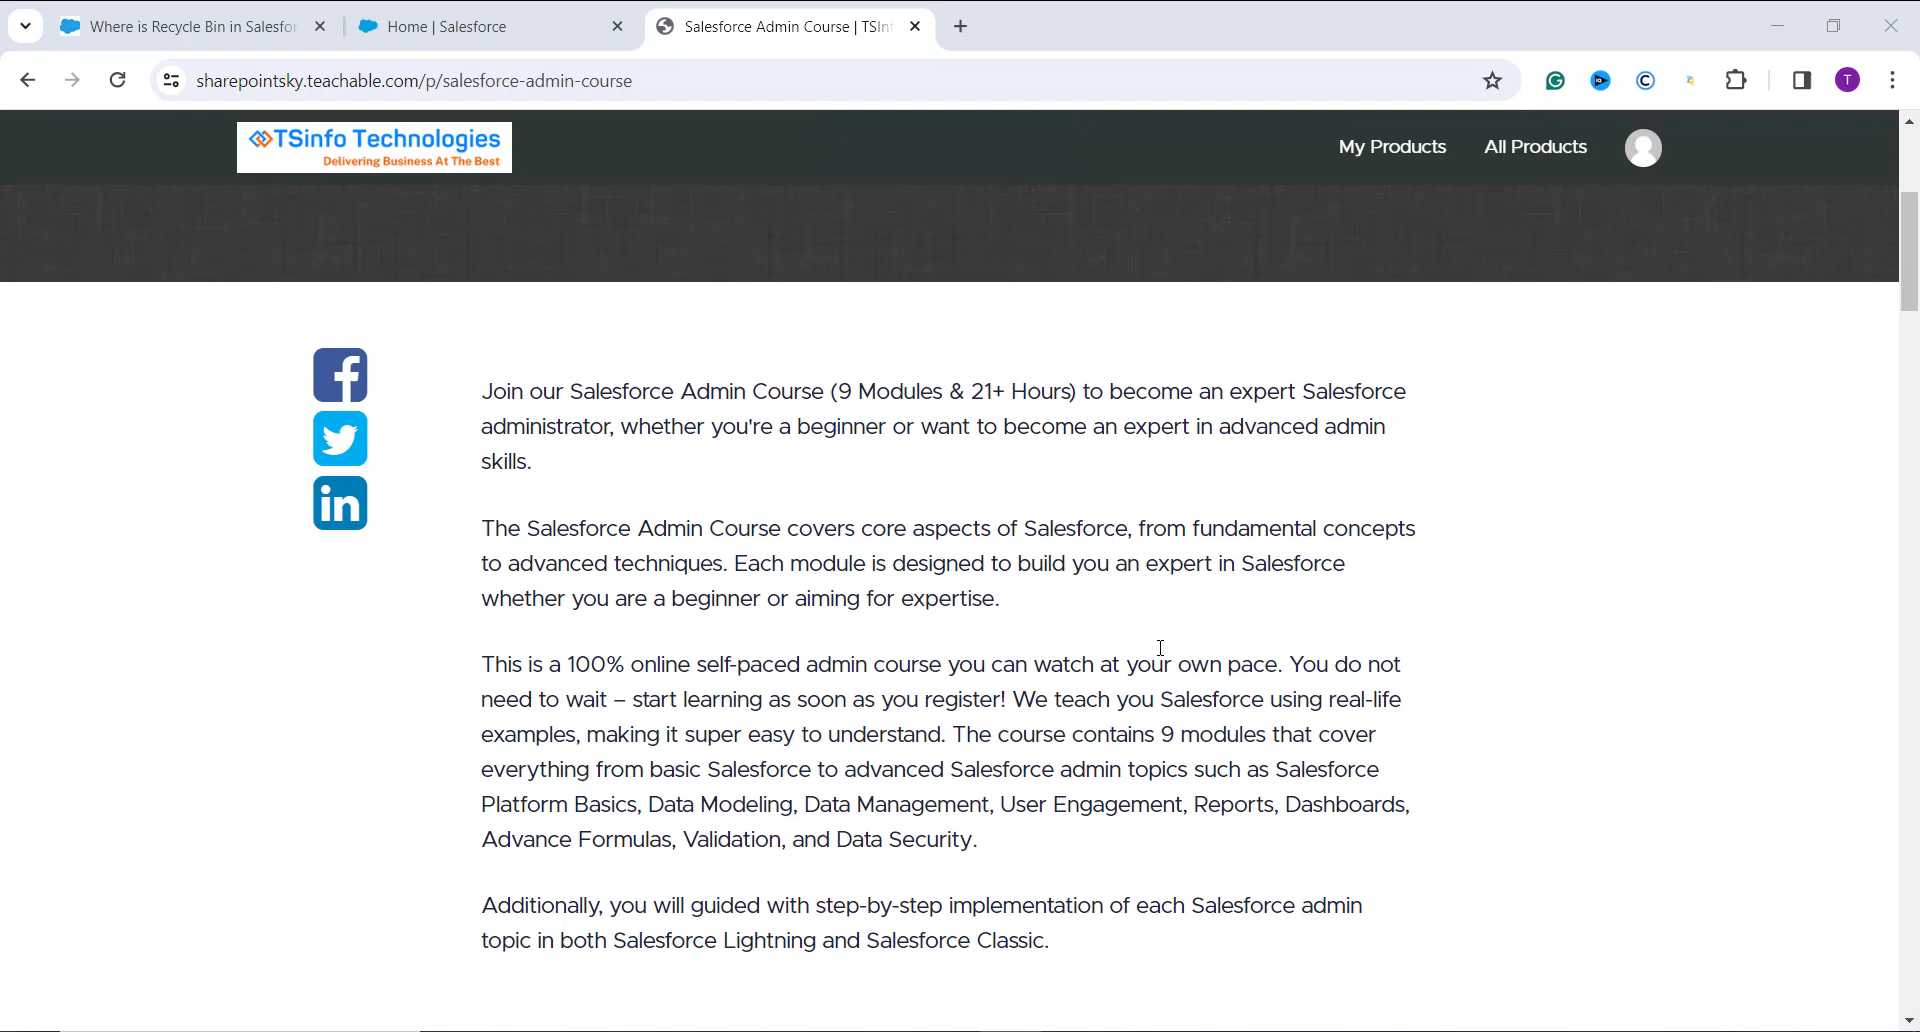 Where is Recycle Bin in Salesfor
Home | Salesforce
Salesforce Admin Course | TSInf
sharepointsky.teachable.com/p/salesforce-admin-course
T
TSinfo Technologies
Delivering Business At The Best
My Products
All Products
Join our Salesforce Admin Course (9 Modules & 21+ Hours) to become an expert Salesforce
administrator, whether you're a beginner or want to become an expert in advanced admin
skills.
The Salesforce Admin Course covers core aspects of Salesforce, from fundamental concepts
to advanced techniques. Each module is designed to build you an expert in Salesforce
whether you are a beginner or aiming for expertise.
This is a 100% online self-paced admin course you can watch at your own pace. You do not
need to wait – start learning as soon as you register! We teach you Salesforce using real-life
examples, making it super easy to understand. The course contains 9 modules that cover
everything from basic Salesforce to advanced Salesforce admin topics such as Salesforce
Platform Basics, Data Modeling, Data Management, User Engagement, Reports, Dashboards,
Advance Formulas, Validation, and Data Security.
Additionally, you will guided with step-by-step implementation of each Salesforce admin
topic in both Salesforce Lightning and Salesforce Classic.